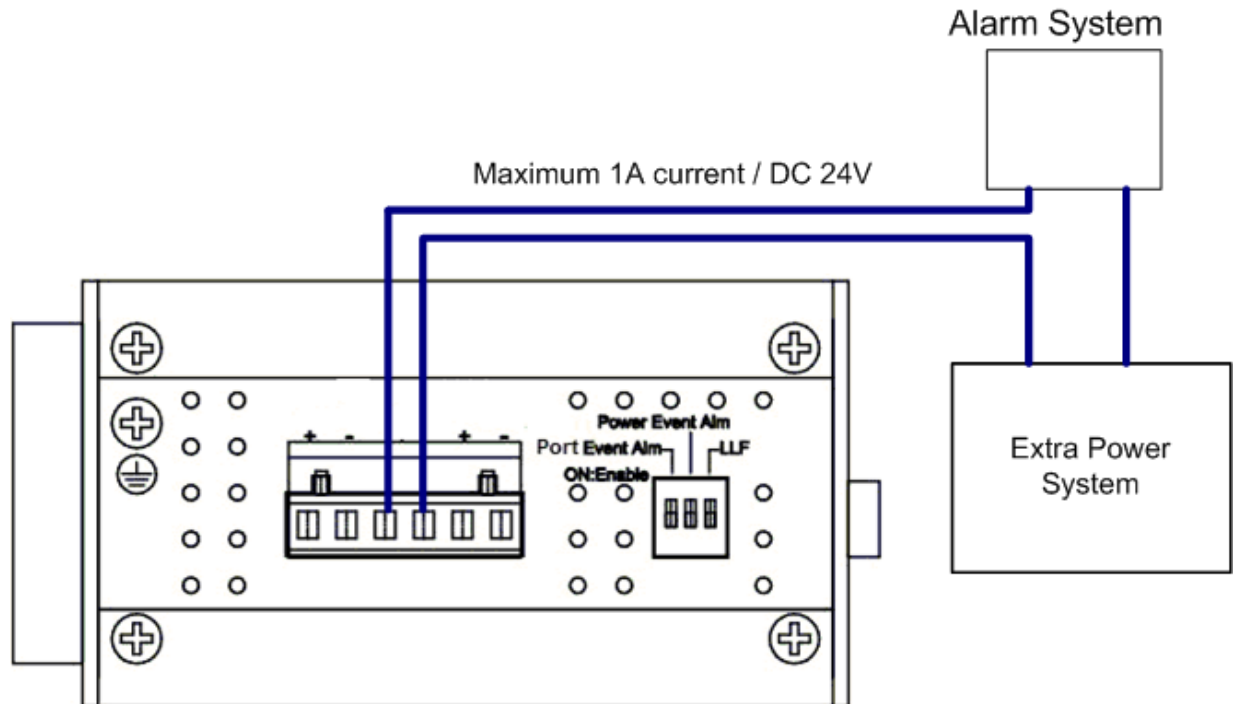 Alarm System
Maximum 1A current / DC 24V
Extra Power
System
+ - + -
Power Event Alm
Port Event Alm
LLF
ON:Enable